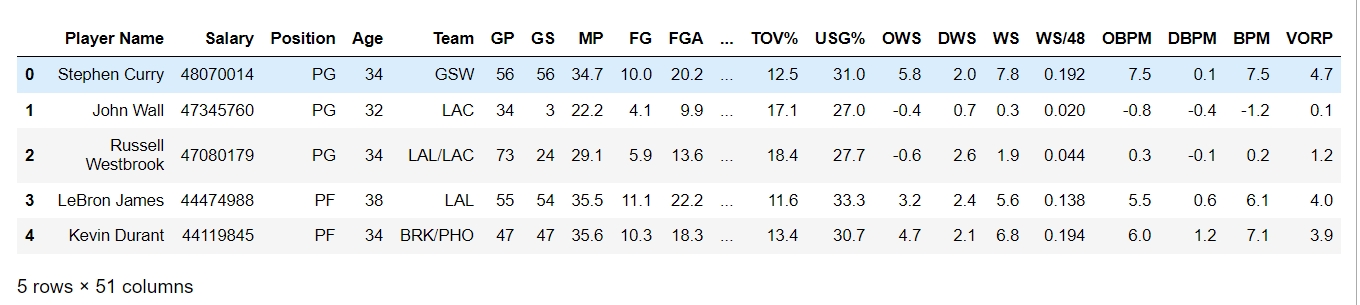 Player Name Salary Position Age Team GP GS MP FG FGA ... TOV% USG% OWS DWS WS WS/48 OBPM DBPM BPM VORP
0 Stephen Curry 48070014 PG 34 GSW 56 56 34.7 10.0 20.2 ... 12.5 31.0 5.8 2.0 7.8 0.192 7.5 0.1 7.5 4.7
1 John Wall 47345760 PG 32 LAC 34 3 22.2 4.1 9.9 ... 17.1 27.0 -0.4 0.7 0.3 0.020 -0.8 -0.4 -1.2 0.1
2 Russell Westbrook 47080179 PG 34 LAL/LAC 73 24 29.1 5.9 13.6 ... 18.4 27.7 -0.6 2.6 1.9 0.044 0.3 -0.1 0.2 1.2
3 LeBron James 44474988 PF 38 LAL 55 54 35.5 11.1 22.2 ... 11.6 33.3 3.2 2.4 5.6 0.138 5.5 0.6 6.1 4.0
4 Kevin Durant 44119845 PF 34 BRK/PHO 47 47 35.6 10.3 18.3 ... 13.4 30.7 4.7 2.1 6.8 0.194 6.0 1.2 7.1 3.9
5 rows × 51 columns